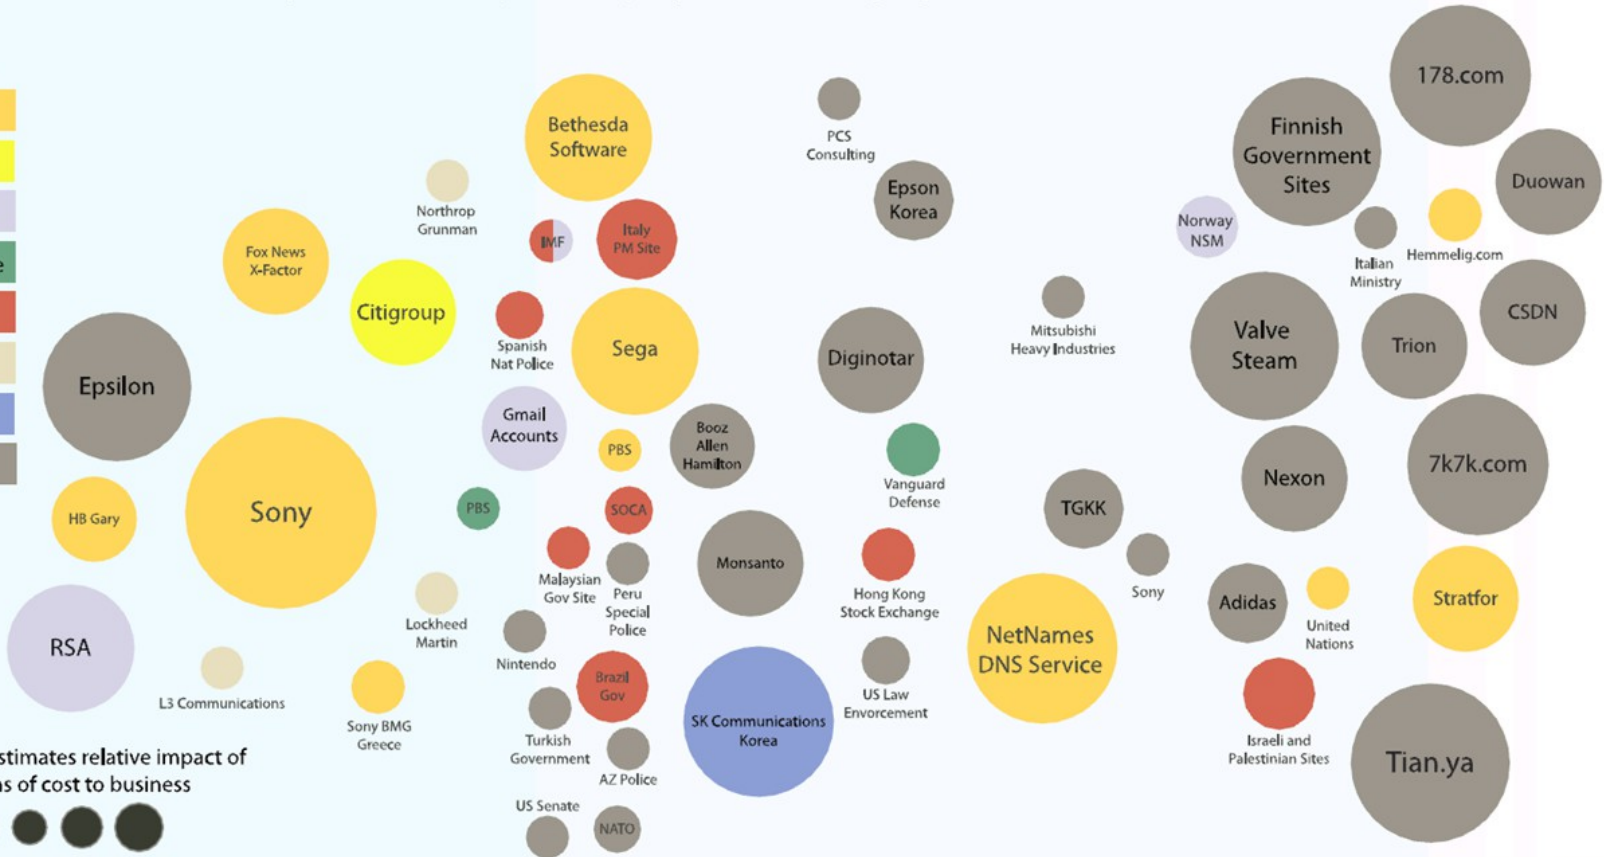 178.com
Bethesda
Software
PCS
Consulting
Finnish
Government
Sites
Duowan
Northrop
Grunman
Epson
Korea
Norway
NSM
Italian
Ministry
Hemmelig.com
Fox News
X-Factor
IMF
Italy
PM Site
Citigroup
Spanish
Nat Police
Sega
Diginotar
Mitsubishi
Heavy Industries
Valve
Steam
Trion
CSDN
Epsilon
Gmail
Accounts
PBS
Booz
Allen
Hamilton
Vanguard
Defense
Nexon
7k7k.com
HB Gary
Sony
PBS
SOCA
TGKK
Malaysian
Gov Site
Peru
Special
Police
Monsanto
Hong Kong
Stock Exchange
Sony
Adidas
United
Nations
Stratfor
RSA
Lockheed
Martin
Nintendo
NetNames
DNS Service
L3 Communications
Sony BMG
Greece
Brazil
Gov
SK Communications
Korea
US Law
Envorcement
Turkish
Government
AZ Police
Israeli and
Palestinian Sites
Tian.ya
US Senate
NATO
e
stimates relative impact of
s of cost to business